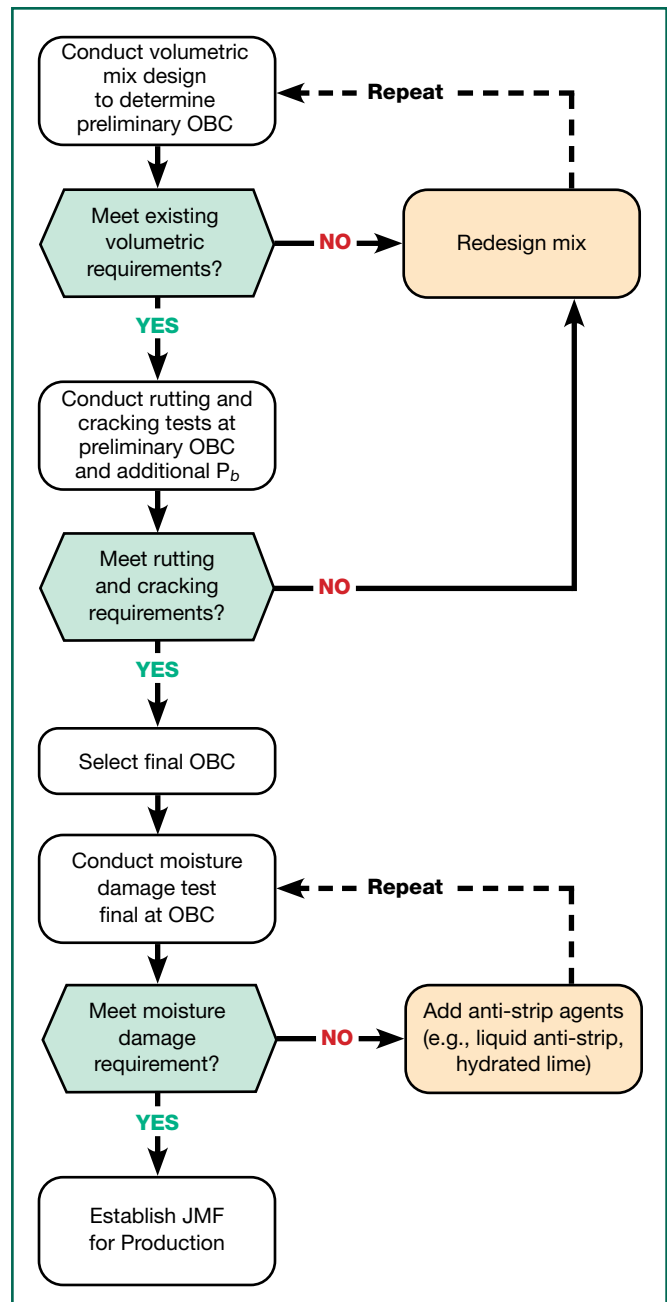 Conduct volumetric
mix design
to determine
preliminary OBC
Repeat
Meet existing
volumetric
requirements?
NO
Redesign mix
YES
Conduct rutting and
cracking tests at
preliminary OBC
and additional Pb
Meet rutting
and cracking
requirements?
NO
YES
Select final OBC
Conduct moisture
damage test
final at OBC
Repeat
Meet moisture
damage
requirement?
NO
Add anti-strip agents
(e.g., liquid anti-strip,
hydrated lime)
YES
Establish JMF
for Production